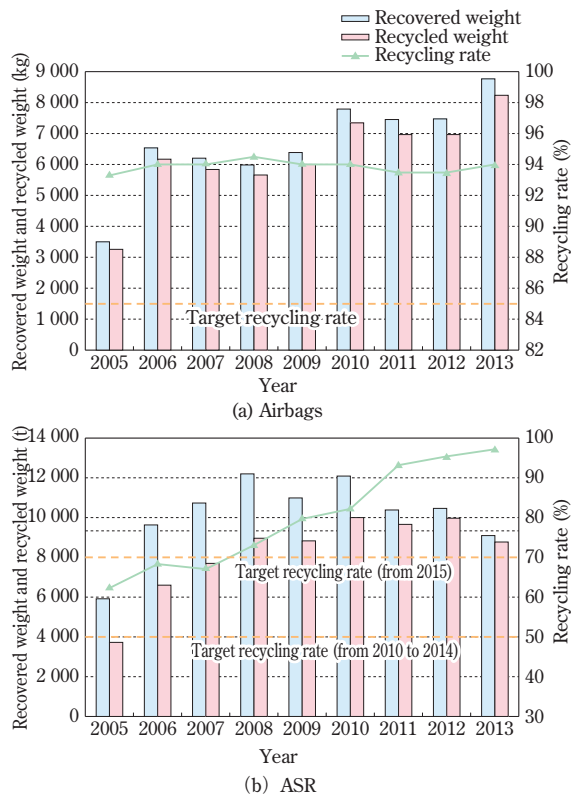 Recovered weight
Recycled weight
Recycling rate
Recovered weight and recycled weight (kg)
9 000
8 000
7 000
6 000
5 000
4 000
3 000
2 000
1 000
0
100
98
96
94
92
90
88
86
84
82
Recycling rate (%)
Target recycling rate
2005 2006 2007 2008 2009 2010 2011 2012 2013
Year
(a) Airbags
Recovered weight and recycled weight (t)
14 000
12 000
10 000
8 000
6 000
4 000
2 000
0
100
90
80
70
60
50
40
30
Recycling rate (%)
Target recycling rate (from 2015)
Target recycling rate (from 2010 to 2014)
2005 2006 2007 2008 2009 2010 2011 2012 2013
Year
(b) ASR